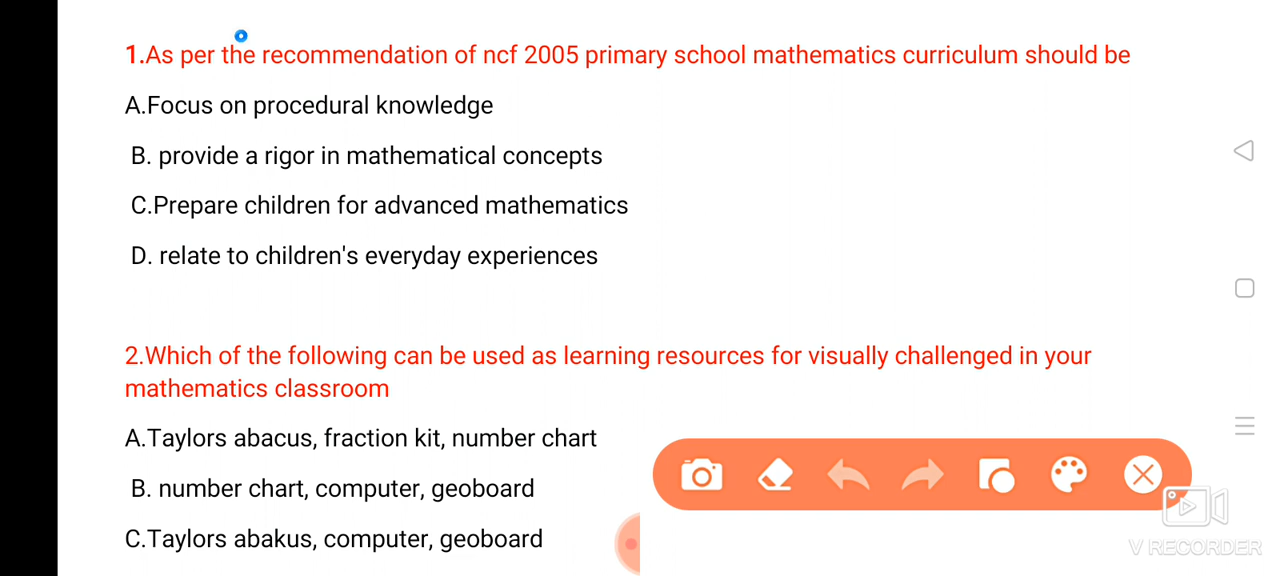 1.As per the recommendation of ncf 2005 primary school mathematics curriculum should be
A.Focus on procedural knowledge
B. provide a rigor in mathematical concepts
C.Prepare children for advanced mathematics
D. relate to children's everyday experiences
2.Which of the following can be used as learning resources for visually challenged in your
mathematics classroom
A.Taylors abacus, fraction kit, number chart
B. number chart, computer, geoboard
C.Taylors abakus, computer, geoboard
V RECORDER